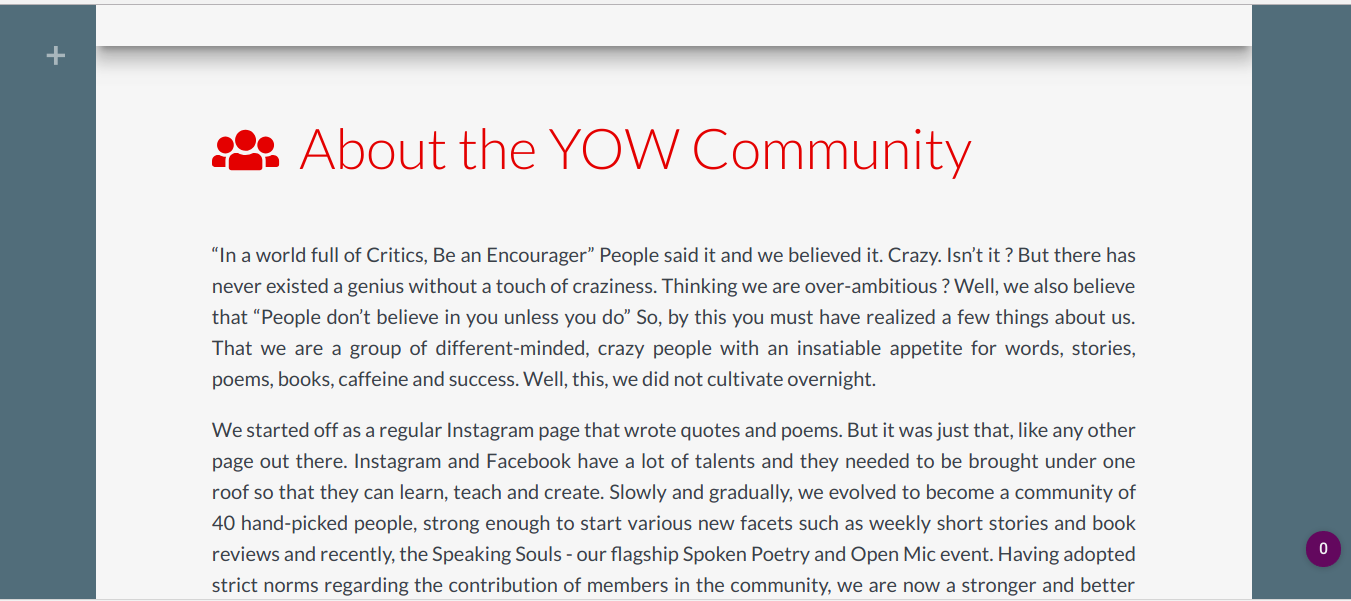 +
About the YOW Community
“In a world full of Critics, Be an Encourager” People said it and we believed it. Crazy. Isn’t it ? But there has
never existed a genius without a touch of craziness. Thinking we are over-ambitious ? Well, we also believe
that “People don’t believe in you unless you do” So, by this you must have realized a few things about us.
That we are a group of different-minded, crazy people with an insatiable appetite for words, stories,
poems, books, caffeine and success. Well, this, we did not cultivate overnight.
We started off as a regular Instagram page that wrote quotes and poems. But it was just that, like any other
page out there. Instagram and Facebook have a lot of talents and they needed to be brought under one
roof so that they can learn, teach and create. Slowly and gradually, we evolved to become a community of
40 hand-picked people, strong enough to start various new facets such as weekly short stories and book
reviews and recently, the Speaking Souls - our flagship Spoken Poetry and Open Mic event. Having adopted
strict norms regarding the contribution of members in the community, we are now a stronger and better
0